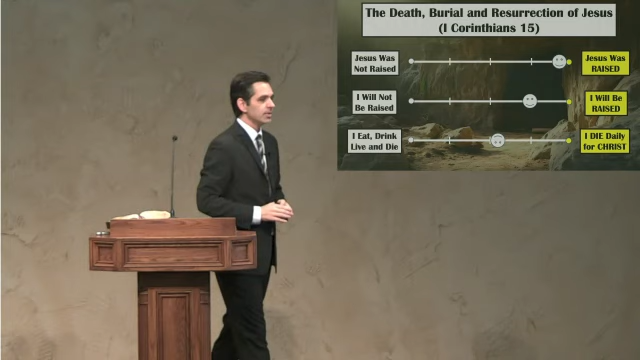 The Death, Burial and Resurrection of Jesus
(I Corinthians 15)
Jesus Was
Not Raised
Jesus Was
RAISED
I Will Not
Be Raised
I Will Be
RAISED
I Eat, Drink
Live and Die
I DIE Daily
for CHRIST